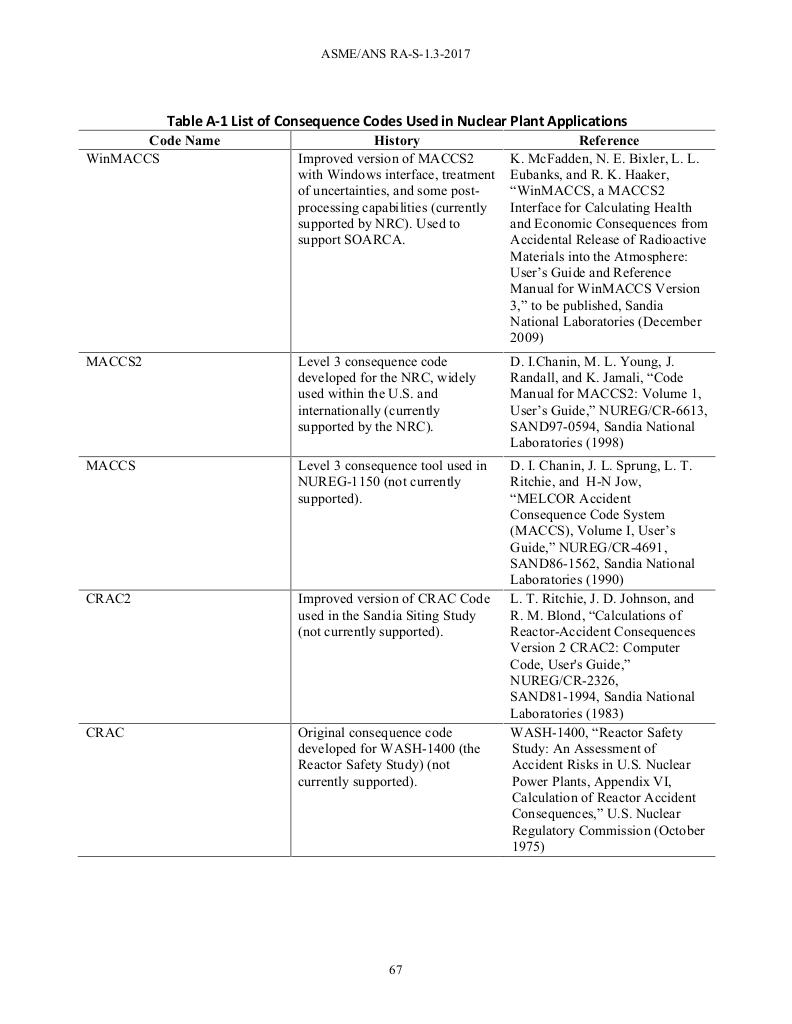 ASME/ANS RA-S-1.3-2017
Table A-1 List of Consequence Codes Used in Nuclear Plant Applications
Code Name History Reference
WinMACCS
Improved version of MACCS2
with Windows interface, treatment
of uncertainties, and some post-
processing capabilities (currently
supported by NRC). Used to
support SOARCA.
K. McFadden, N. E. Bixler, L. L.
Eubanks, and R. K. Haaker,
“WinMACCS, a MACCS2
Interface for Calculating Health
and Economic Consequences from
Accidental Release of Radioactive
Materials into the Atmosphere:
User’s Guide and Reference
Manual for WinMACCS Version
3,” to be published, Sandia
National Laboratories (December
2009)
MACCS2
Level 3 consequence code
developed for the NRC, widely
used within the U.S. and
internationally (currently
supported by the NRC).
D. I.Chanin, M. L. Young, J.
Randall, and K. Jamali, “Code
Manual for MACCS2: Volume 1,
User’s Guide,” NUREG/CR-6613,
SAND97-0594, Sandia National
Laboratories (1998)
MACCS
Level 3 consequence tool used in
NUREG-1150 (not currently
supported).
D. I. Chanin, J. L. Sprung, L. T.
Ritchie, and H-N Jow,
“MELCOR Accident
Consequence Code System
(MACCS), Volume I, User’s
Guide,” NUREG/CR-4691,
SAND86-1562, Sandia National
Laboratories (1990)
CRAC2
Improved version of CRAC Code
used in the Sandia Siting Study
(not currently supported).
L. T. Ritchie, J. D. Johnson, and
R. M. Blond, “Calculations of
Reactor-Accident Consequences
Version 2 CRAC2: Computer
Code, User's Guide,”
NUREG/CR-2326,
SAND81-1994, Sandia National
Laboratories (1983)
CRAC
Original consequence code
developed for WASH-1400 (the
Reactor Safety Study) (not
currently supported).
WASH-1400, “Reactor Safety
Study: An Assessment of
Accident Risks in U.S. Nuclear
Power Plants, Appendix VI,
Calculation of Reactor Accident
Consequences,” U.S. Nuclear
Regulatory Commission (October
1975)
67